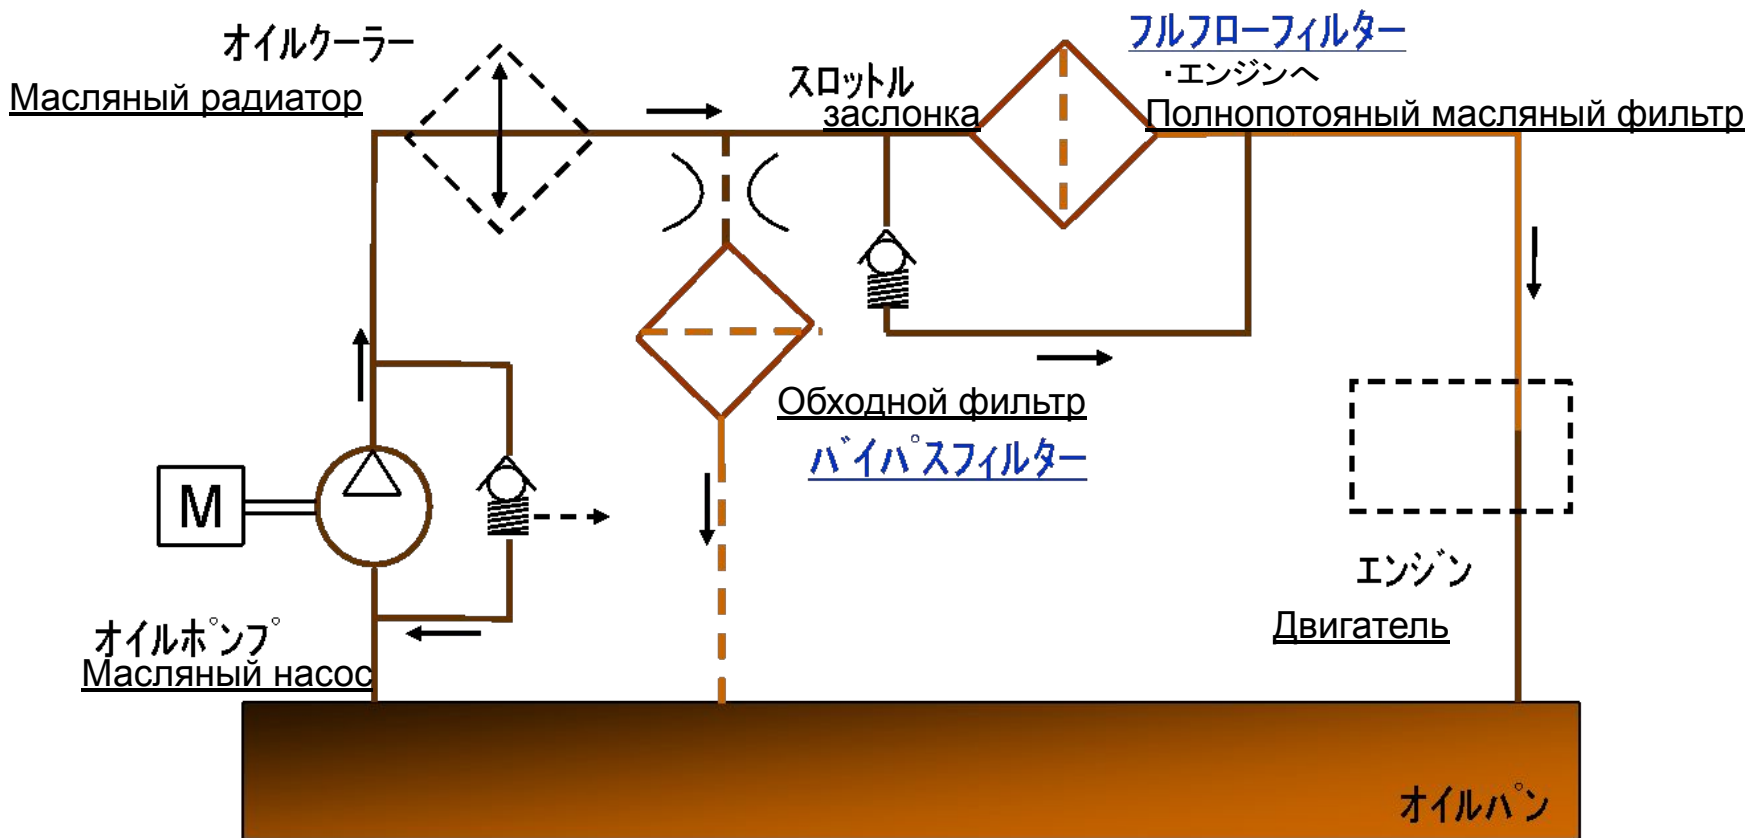 オイルクーラー
Масляный радиатор
スロットル
заслонка
フルフローフィルター
・エンジンへ
Полнопотояный масляный фильтр
Обходной фильтр
バイパスフィルター
M
オイルポンプ
Масляный насос
エンジン
Двигатель
オイルパン